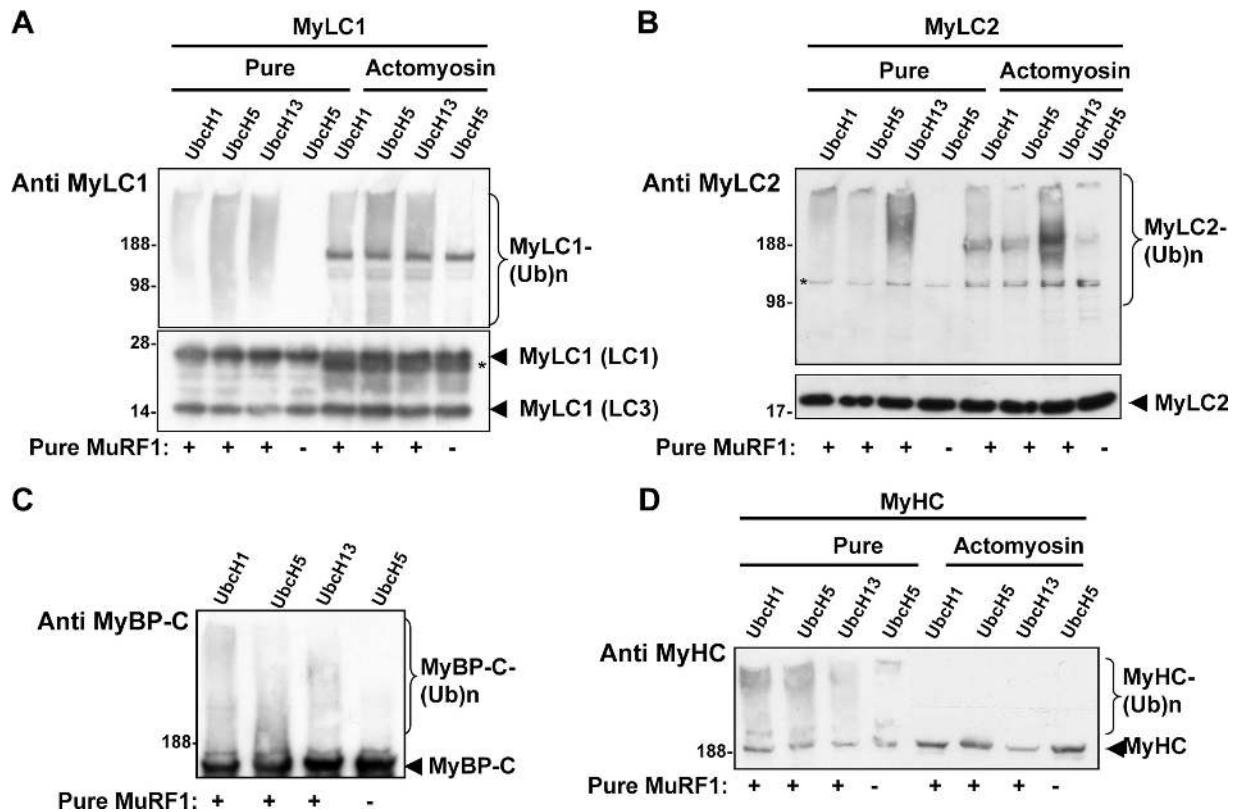 A
MyLC1
Pure Actomyosin
UbcH1 UbcH5 UbcH13 UbcH5 UbcH1 UbcH5 UbcH13 UbcH5
Anti MyLC1
188-
98-
MyLC1-
(Ub)n
28-
14-
MyLC1 (LC1)
*
MyLC1 (LC3)
Pure MuRF1: + + + - + + + -
B
MyLC2
Pure Actomyosin
UbcH1 UbcH5 UbcH13 UbcH5 UbcH1 UbcH5 UbcH13 UbcH5
Anti MyLC2
188-
*
98-
MyLC2-
(Ub)n
17-
MyLC2
Pure MuRF1: + + + - + + + -
C
UbcH1 UbcH5 UbcH13 UbcH5
Anti MyBP-C
MyBP-C-
(Ub)n
188-
MyBP-C
Pure MuRF1: + + + -
D
MyHC
Pure Actomyosin
UbcH1 UbcH5 UbcH13 UbcH5 UbcH1 UbcH5 UbcH13 UbcH5
Anti MyHC
MyHC-
(Ub)n
188-
MyHC
Pure MuRF1: + + + - + + + -